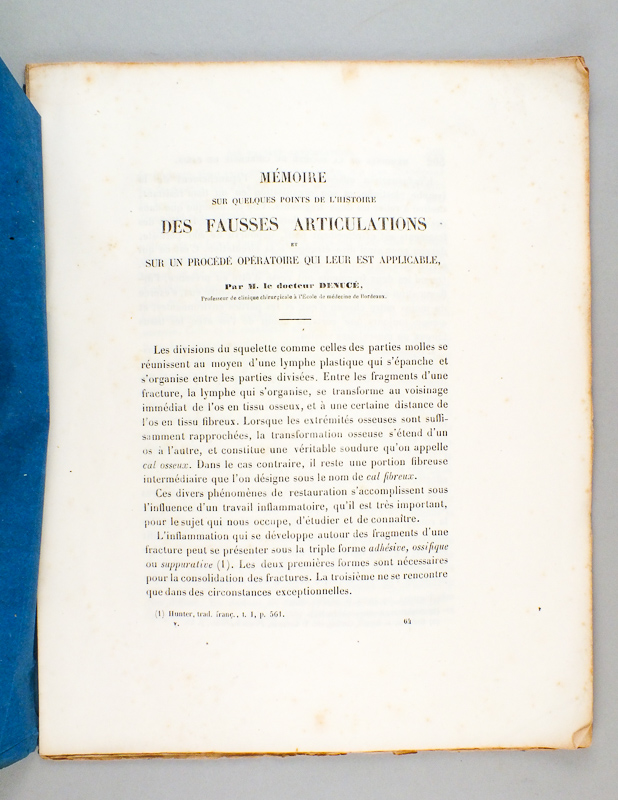 MÉMOIRE
SUR QUELQUES POINTS DE L'HISTOIRE
DES FAUSSES ARTICULATIONS
ET
SUR UN PROCÉDÉ OPÉRATOIRE QUI LEUR EST APPLICABLE,
Par M. le docteur DENUCÉ,
Professeur de clinique chirurgicale à l'École de médecine de Bordeaux.
Les divisions du squelette comme celles des parties molles se
réunissent au moyen d'une lymphe plastique qui s'épanche et
s'organise entre les parties divisées. Entre les fragments d'une
fracture, la lymphe qui s'organise, se transforme au voisinage
immédiat de l'os en tissu osseux, et à une certaine distance de
l'os en tissu fibreux. Lorsque les extrémités osseuses sont suffi-
samment rapprochées, la transformation osseuse s'étend d'un
os à l'autre, et constitue une véritable soudure qu'on appelle
cal osseux. Dans le cas contraire, il reste une portion fibreuse
intermédiaire que l'on désigne sous le nom de cal fibreux.
Ces divers phénomènes de restauration s'accomplissent sous
l'influence d'un travail inflammatoire, qu'il est très important,
pour le sujet qui nous occupe, d'étudier et de connaître.
L'inflammation qui se développe autour des fragments d'une
fracture peut se présenter sous la triple forme adhésive, ossifique
ou suppurative (1). Les deux premières formes sont nécessaires
pour la consolidation des fractures. La troisième ne se rencontre
que dans des circonstances exceptionnelles.
(1) Hunter, trad. franç., t. I, p. 561.
V. 64